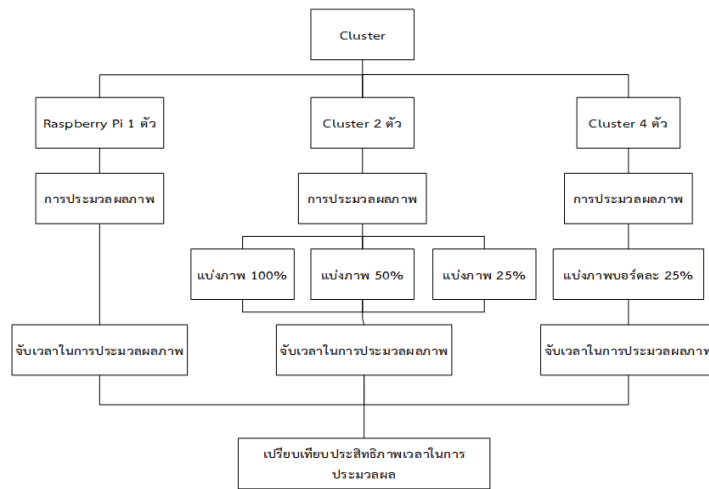 Cluster
Raspberry Pi 1 ตัว
Cluster 2 ตัว
Cluster 4 ตัว
การประมวลผลภาพ
การประมวลผลภาพ
การประมวลผลภาพ
แบ่งภาพ 100%
แบ่งภาพ 50%
แบ่งภาพ 25%
แบ่งภาพบอร์ดละ 25%
จับเวลาในการประมวลผลภาพ
จับเวลาในการประมวลผลภาพ
จับเวลาในการประมวลผลภาพ
เปรียบเทียบประสิทธิภาพเวลาในการ
ประมวลผล